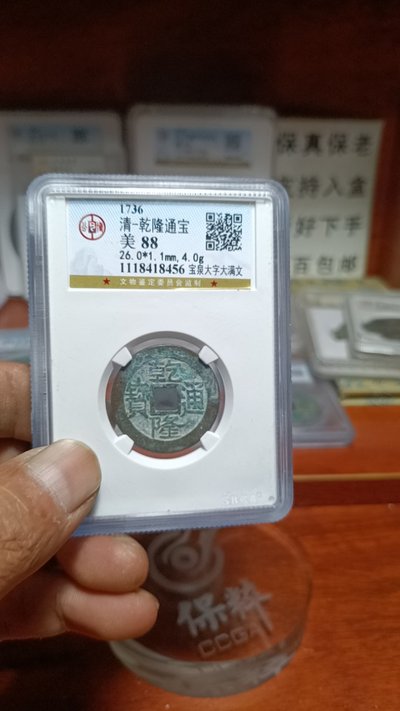 1736
清-乾隆通宝
美 88
26.0*1.1mm, 4.0g
1118418456 宝泉大字大满文
★ 文物鉴定委员会监制 ★
乾隆通寳
保真保老
支持入盒
好下手
百包邮
保粹
CCGA